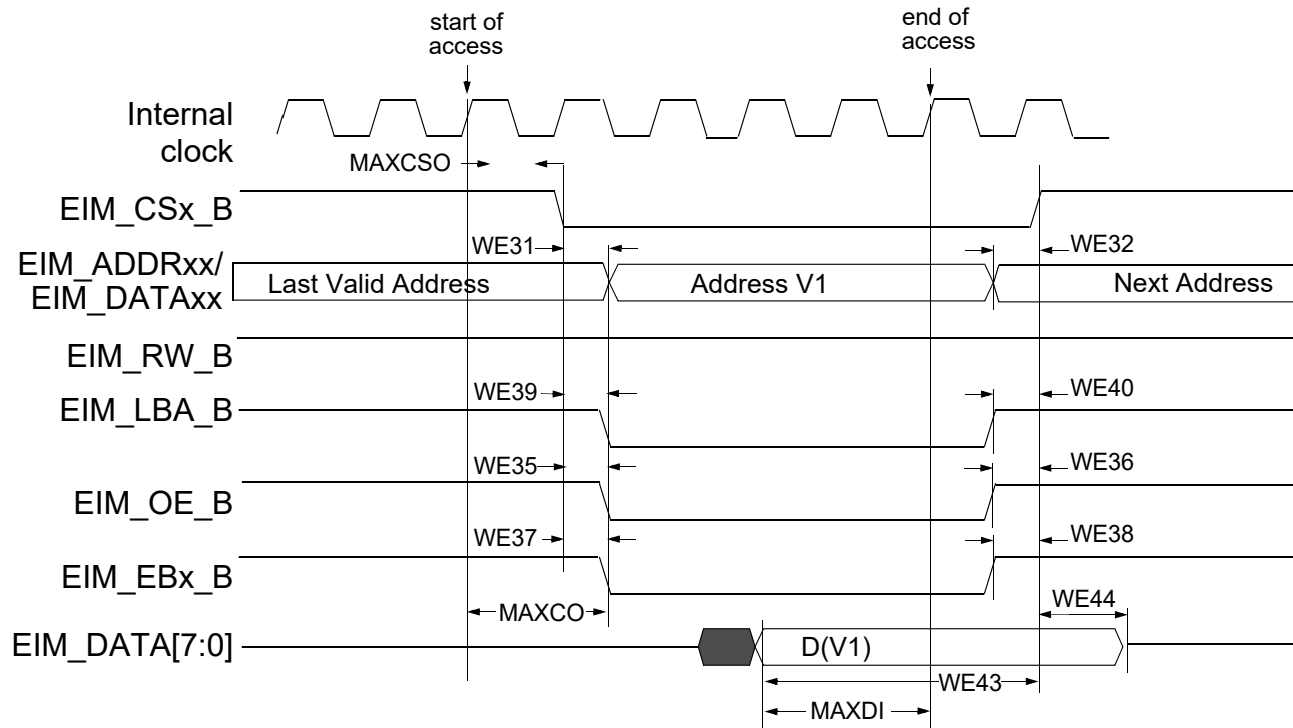 start of
access
end of
access
Internal
clock
MAXCSO
EIM_CSx_B
WE31
WE32
EIM_ADDRxx/
EIM_DATAxx
Last Valid Address
Address V1
Next Address
EIM_RW_B
WE39
WE40
EIM_LBA_B
WE35
WE36
EIM_OE_B
WE37
WE38
EIM_EBx_B
WE44
MAXCO
EIM_DATA[7:0]
D(V1)
WE43
MAXDI